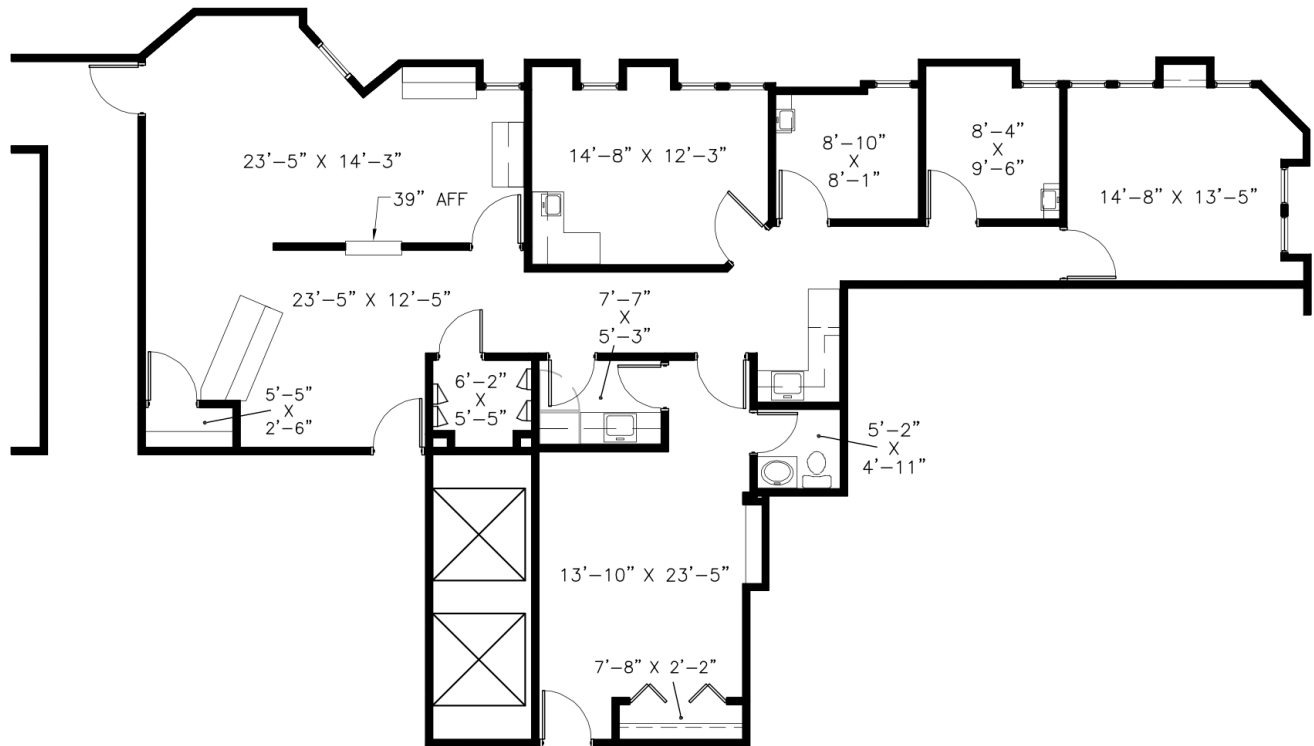 23'-5" X 14'-3"
39" AFF
14'-8" X 12'-3"
8'-10"
X
8'-1"
8'-4"
X
9'-6"
14'-8" X 13'-5"
23'-5" X 12'-5"
7'-7"
X
5'-3"
5'-5"
X
2'-6"
6'-2"
X
5'-5"
5'-2"
X
4'-11"
13'-10" X 23'-5"
7'-8" X 2'-2"